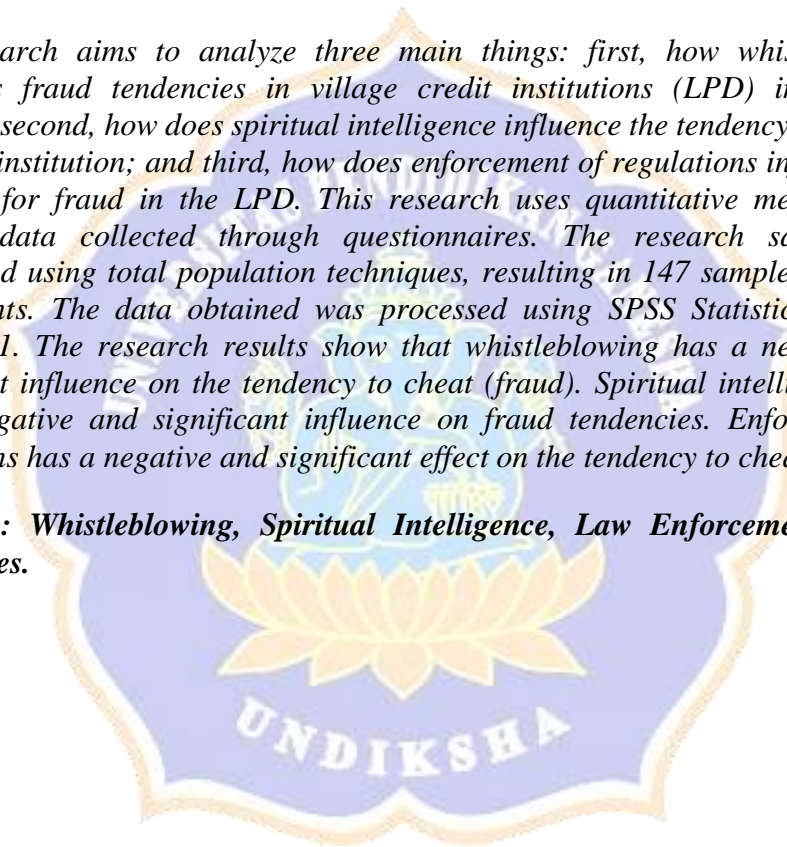 arch aims to analyze three main things: first, how whis
s fraud tendencies in village credit institutions (LPD) in
second, how does spiritual intelligence influence the tendency
institution; and third, how does enforcement of regulations in
for fraud in the LPD. This research uses quantitative me
data collected through questionnaires. The research sa
d using total population techniques, resulting in 147 sample
nts. The data obtained was processed using SPSS Statistic
1. The research results show that whistleblowing has a ne
t influence on the tendency to cheat (fraud). Spiritual intelli
gative and significant influence on fraud tendencies. Enfo
ns has a negative and significant effect on the tendency to chea
: Whistleblowing, Spiritual Intelligence, Law Enforceme
es.
UNIVERSITAS PENDIDIKAN GANESHA
UNDIKSHA